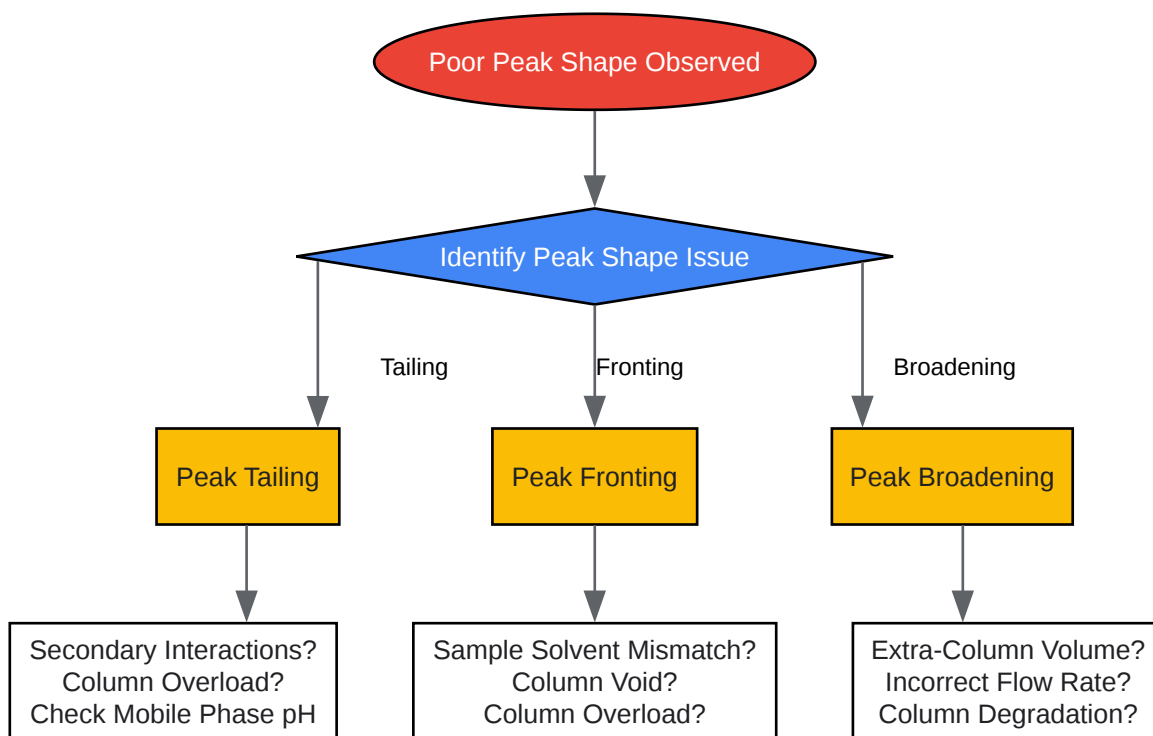 Poor Peak Shape Observed
Identify Peak Shape Issue
Tailing
Fronting
Broadening
Peak Tailing
Peak Fronting
Peak Broadening
Secondary Interactions?
Column Overload?
Check Mobile Phase pH
Sample Solvent Mismatch?
Column Void?
Column Overload?
Extra-Column Volume?
Incorrect Flow Rate?
Column Degradation?